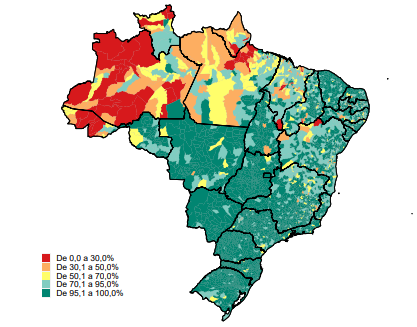 De 0,0 a 30,0%
De 30,1 a 50,0%
De 50,1 a 70,0%
De 70,1 a 95,0%
De 95,1 a 100,0%